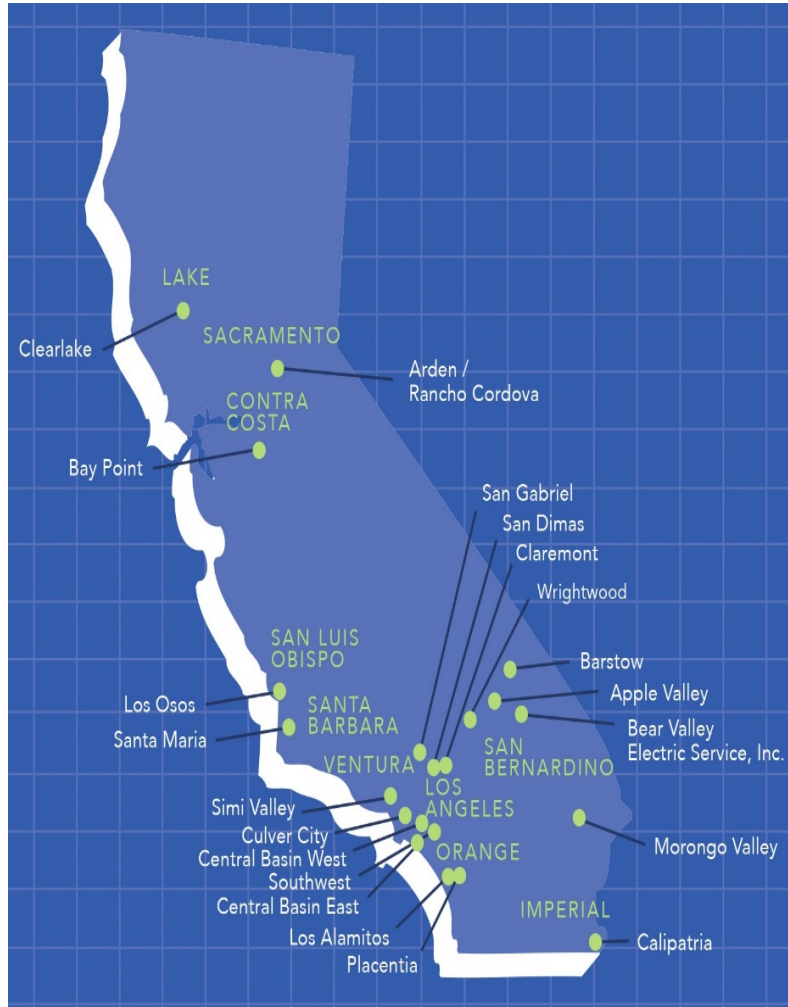 LAKE
Clearlake
SACRAMENTO
Arden /
Rancho Cordova
CONTRA
COSTA
Bay Point
San Gabriel
San Dimas
Claremont
Wrightwood
SAN LUIS
OBISPO
Barstow
Los Osos
SANTA
BARBARA
Apple Valley
Santa Maria
Bear Valley
Electric Service, Inc.
SAN
BERNARDINO
VENTURA
LOS
ANGELES
Simi Valley
Culver City
Central Basin West
Southwest
Central Basin East
ORANGE
Morongo Valley
Los Alamitos
Placentia
IMPERIAL
Calipatria